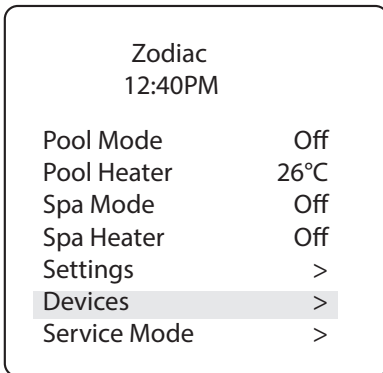 Zodiac
12:40PM
Pool Mode Off
Pool Heater 26°C
Spa Mode Off
Spa Heater Off
Settings >
Devices >
Service Mode >